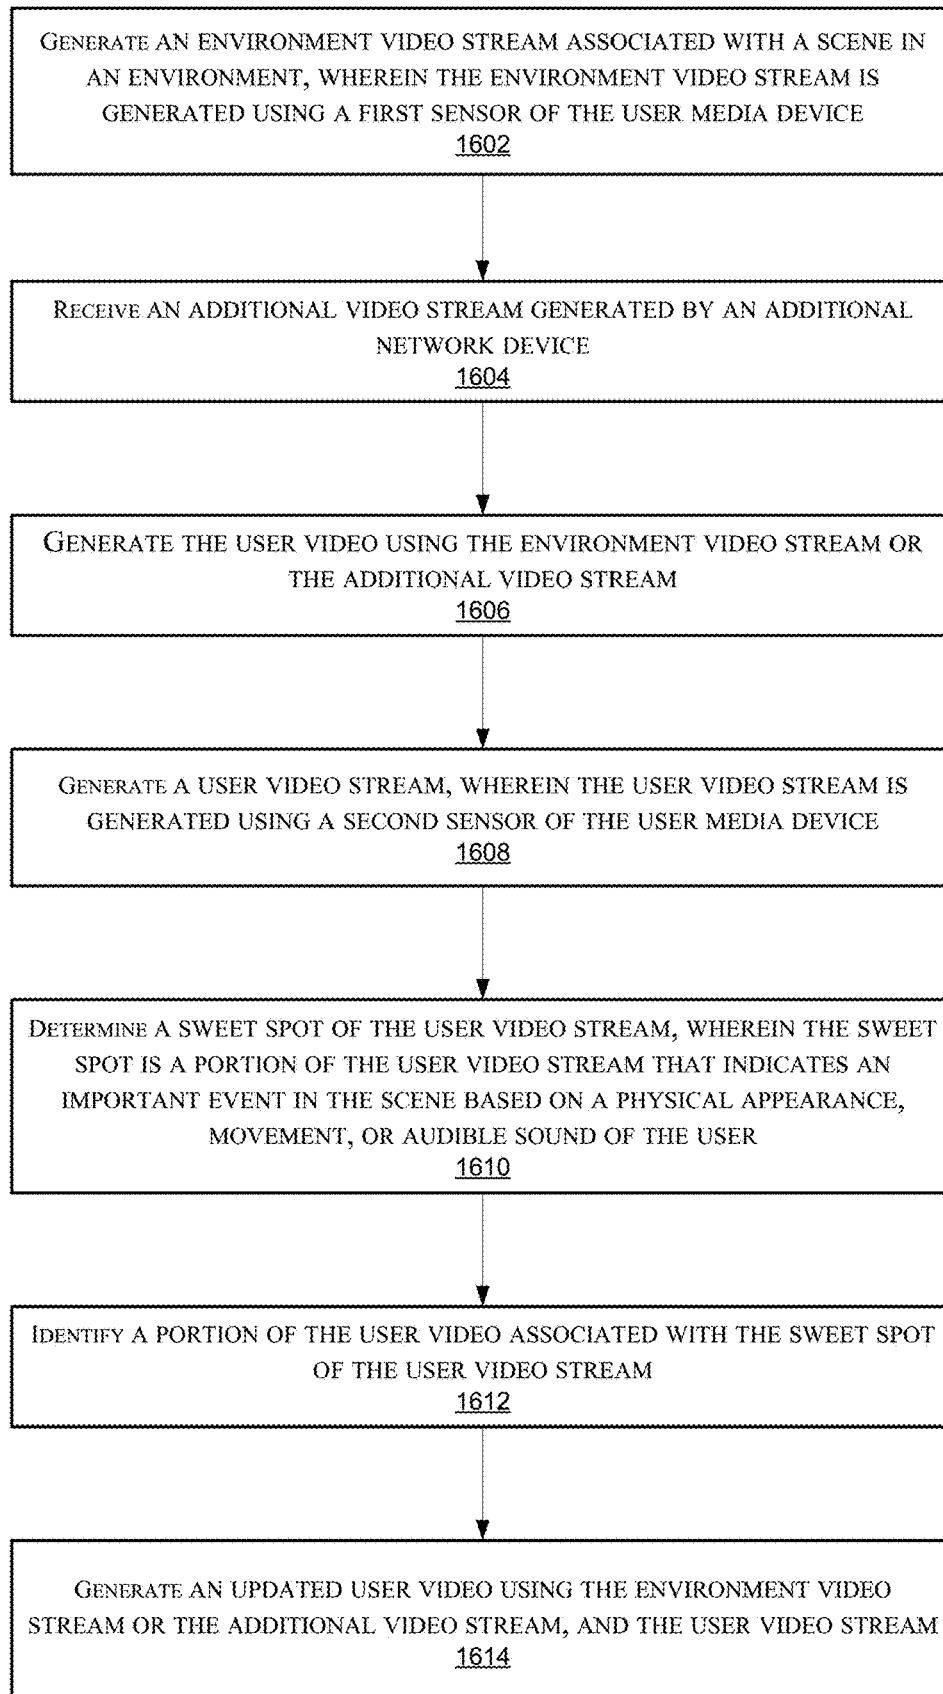 GENERATE AN ENVIRONMENT VIDEO STREAM ASSOCIATED WITH A SCENE IN
AN ENVIRONMENT, WHEREIN THE ENVIRONMENT VIDEO STREAM IS
GENERATED USING A FIRST SENSOR OF THE USER MEDIA DEVICE
1602
RECEIVE AN ADDITIONAL VIDEO STREAM GENERATED BY AN ADDITIONAL
NETWORK DEVICE
1604
GENERATE THE USER VIDEO USING THE ENVIRONMENT VIDEO STREAM OR
THE ADDITIONAL VIDEO STREAM
1606
GENERATE A USER VIDEO STREAM, WHEREIN THE USER VIDEO STREAM IS
GENERATED USING A SECOND SENSOR OF THE USER MEDIA DEVICE
1608
DETERMINE A SWEET SPOT OF THE USER VIDEO STREAM, WHEREIN THE SWEET
SPOT IS A PORTION OF THE USER VIDEO STREAM THAT INDICATES AN
IMPORTANT EVENT IN THE SCENE BASED ON A PHYSICAL APPEARANCE,
MOVEMENT, OR AUDIBLE SOUND OF THE USER
1610
IDENTIFY A PORTION OF THE USER VIDEO ASSOCIATED WITH THE SWEET SPOT
OF THE USER VIDEO STREAM
1612
GENERATE AN UPDATED USER VIDEO USING THE ENVIRONMENT VIDEO
STREAM OR THE ADDITIONAL VIDEO STREAM, AND THE USER VIDEO STREAM
1614